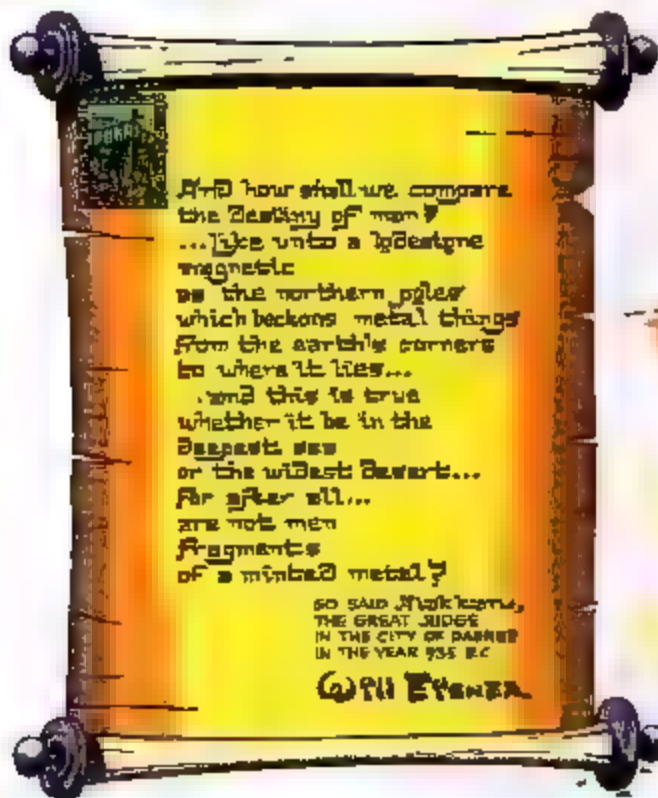 And how shall we compare
the destiny of man?
...like unto a lodestone
magnetic
as the northern poles
which beckons metal things
from the earth's corners
to where it lies...
..and this is true
whether it be in the
deepest sea
or the widest desert...
for after all...
are not men
fragments
of a minted metal?
SO SAID
THE GREAT JUDGE
IN THE CITY OF
IN THE YEAR 935 B.C
Will Eisner